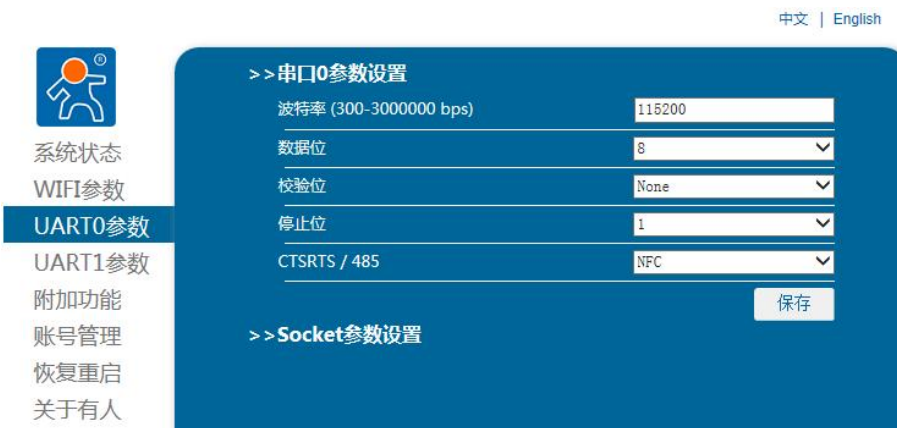 中文 | English
®
>>串口0参数设置
波特率 (300-3000000 bps) 115200
数据位 8
校验位 None
停止位 1
CTSRTS / 485 NFC
保存
>>Socket参数设置
系统状态
WIFI参数
UART0参数
UART1参数
附加功能
账号管理
恢复重启
关于有人